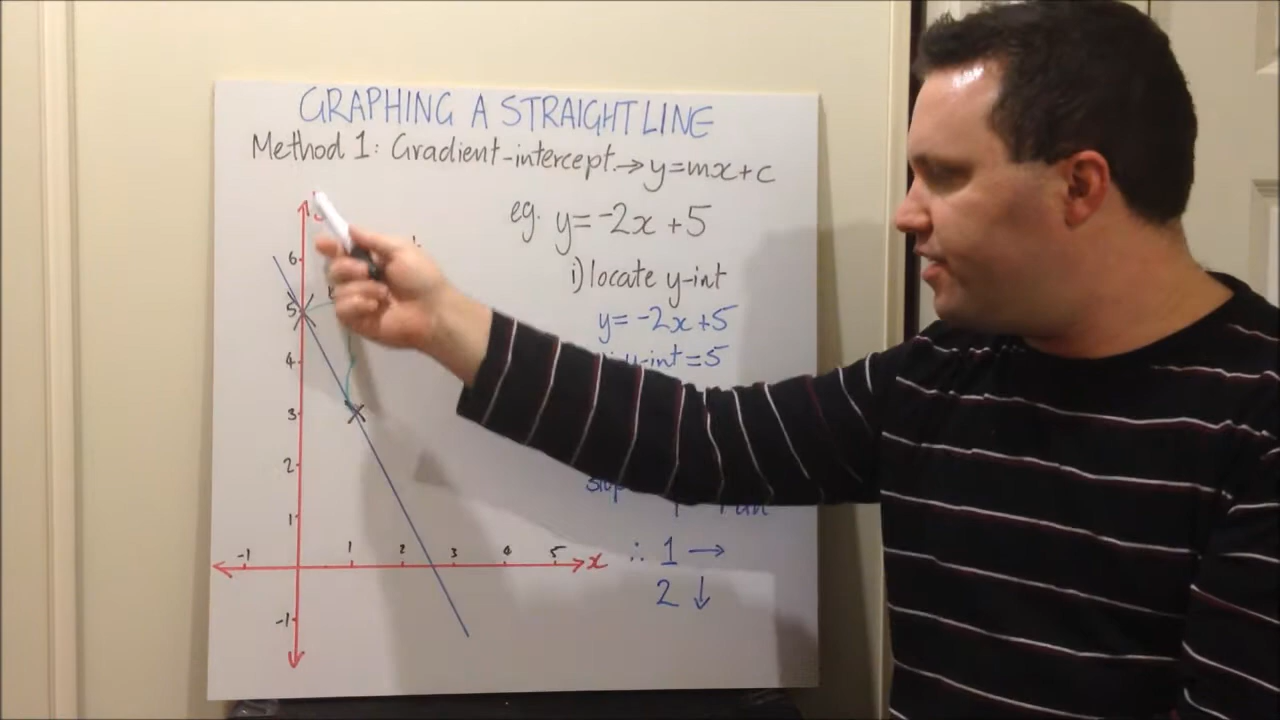 GRAPHING A STRAIGHT LINE
Method 1: Gradient-intercept → y=mx+c
eg. y=-2x+5
i) locate y-int
y=-2x+5
y-int=5
∴ 1 →
2 ↓
6
5
4
3
2
1
-1 1 2 3 4 5 x
-1